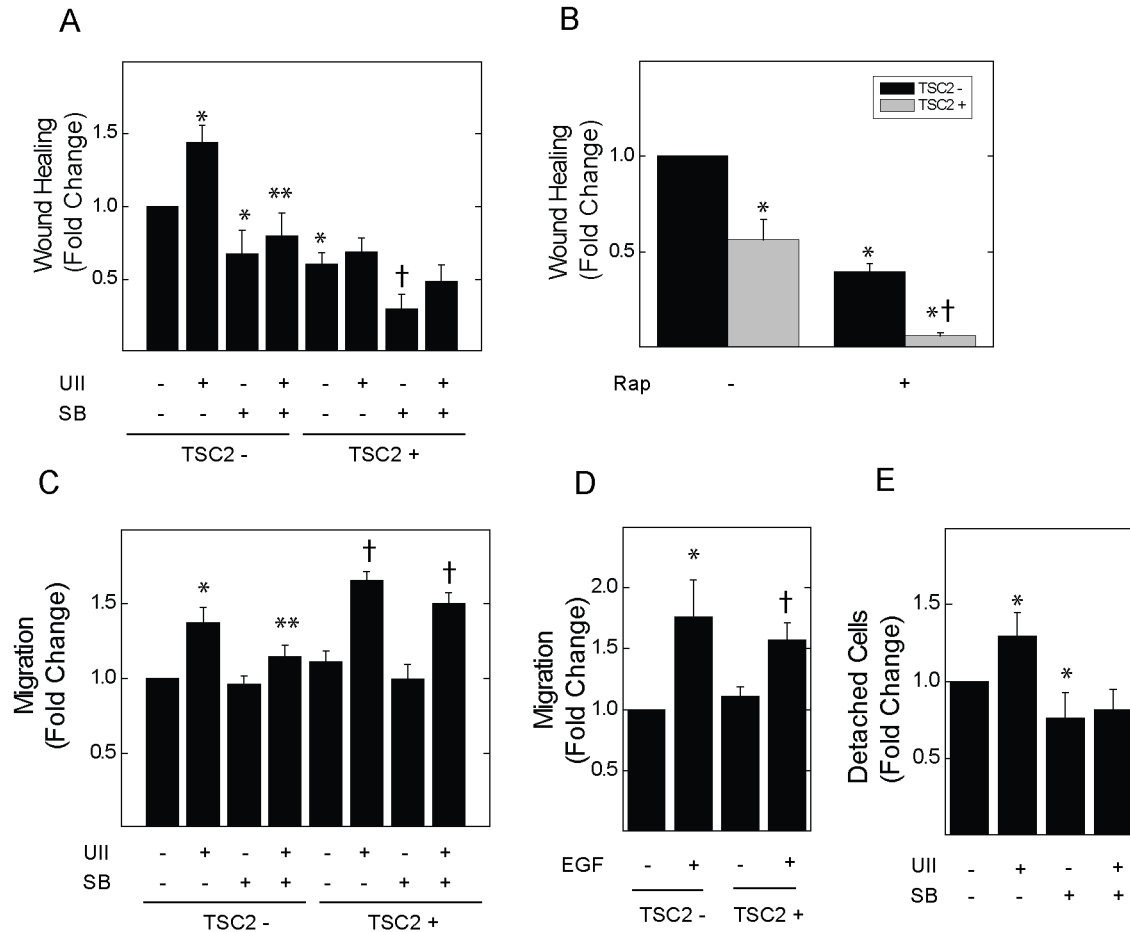 A
Wound Healing
(Fold Change)
1.5
1.0
0.5
*
*
**
*
†
UII - + - + - + - +
SB - - + + - - + +
TSC2 - TSC2 +
B
Wound Healing
(Fold Change)
1.0
0.5
TSC2 -
TSC2 +
*
*
*†
Rap - +
C
Migration
(Fold Change)
1.5
1.0
0.5
*
**
†
†
UII - + - + - + - +
SB - - + + - - + +
TSC2 - TSC2 +
D
Migration
(Fold Change)
2.0
1.5
1.0
0.5
*
†
EGF - + - +
TSC2 - TSC2 +
E
Detached Cells
(Fold Change)
1.5
1.0
0.5
*
*
UII - + - +
SB - - + +